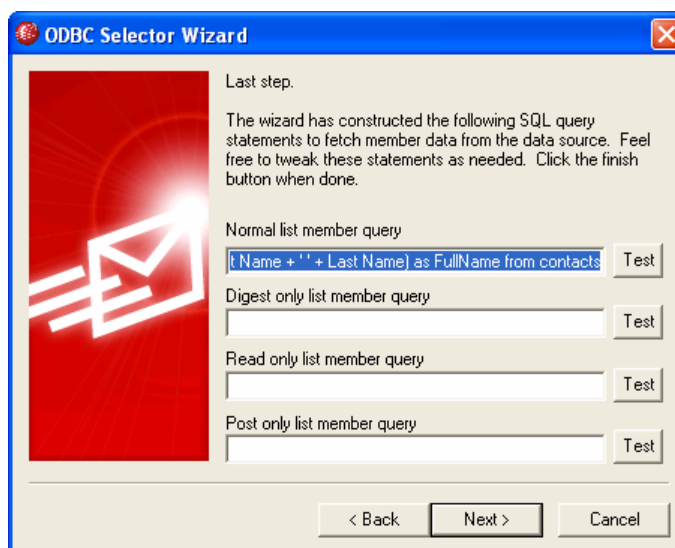 ODBC Selector Wizard
Last step.
The wizard has constructed the following SQL query
statements to fetch member data from the data source. Feel
free to tweak these statements as needed. Click the finish
button when done.
Normal list member query
t Name + ' ' + Last Name) as FullName from contacts
Test
Digest only list member query
Test
Read only list member query
Test
Post only list member query
Test
< Back
Next >
Cancel